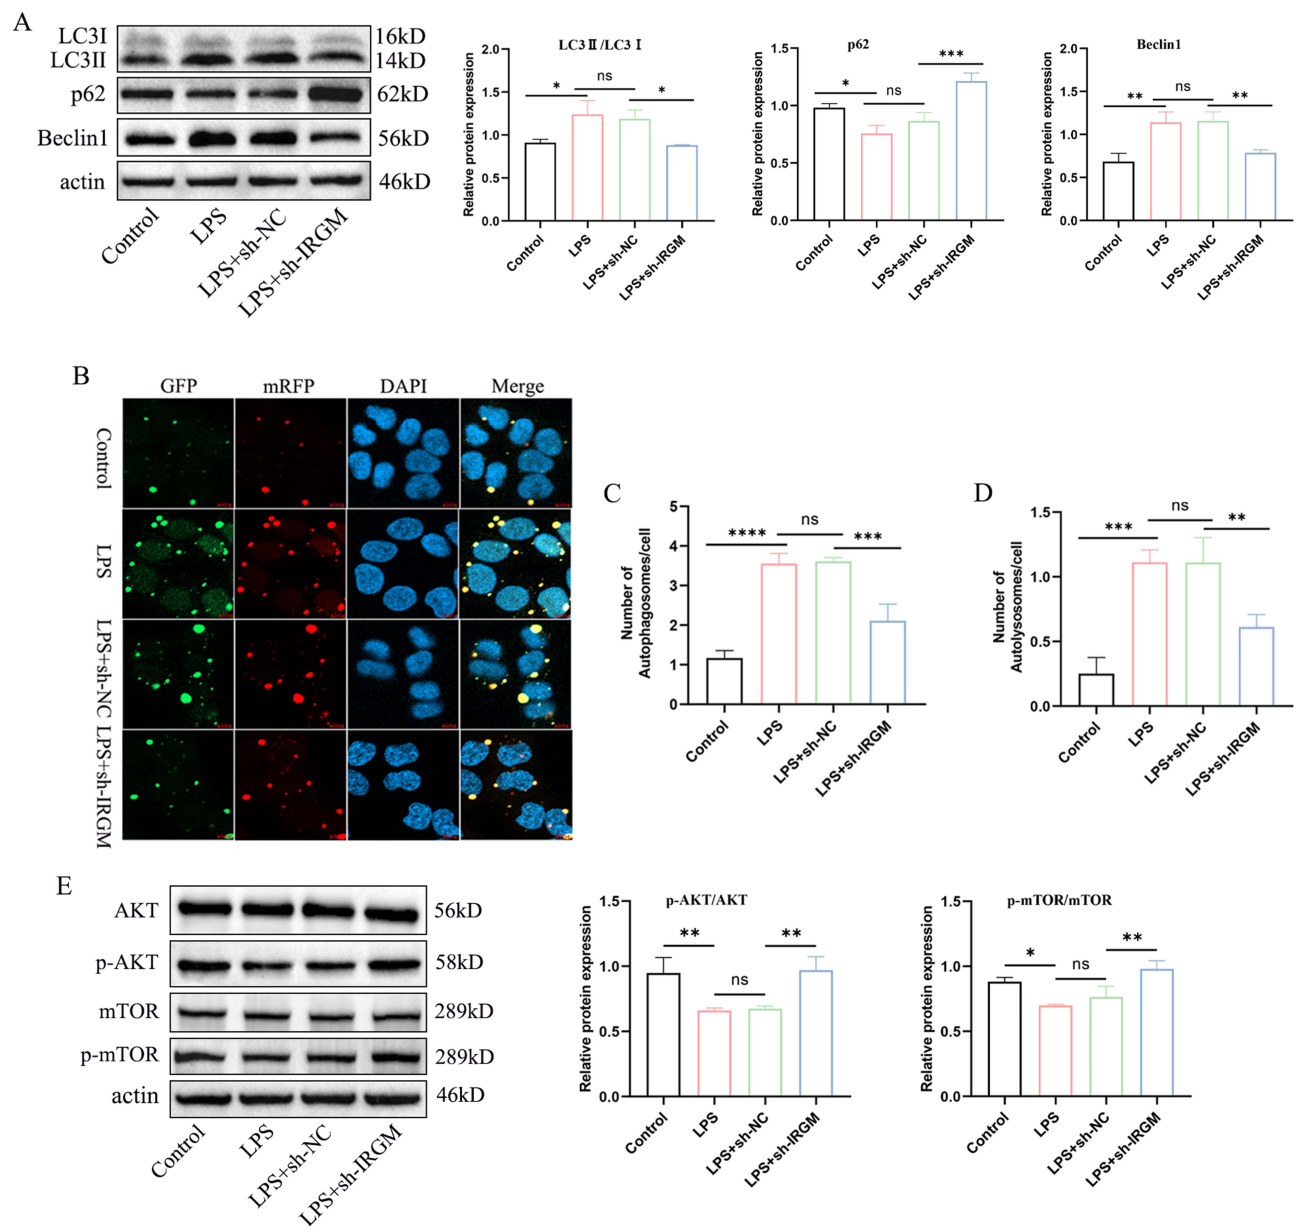 A
LC3I
16kD
LC3II
14kD
p62
62kD
Beclin1
56kD
actin
46kD
Control
LPS
LPS+sh-NC
LPS+sh-IRGM
LC3Ⅱ/LC3Ⅰ
Relative protein expression
2.0
1.5
1.0
0.5
0.0
*
ns
*
Control
LPS
LPS+sh-NC
LPS+sh-IRGM
p62
Relative protein expression
1.5
1.0
0.5
0.0
*
ns
***
Control
LPS
LPS+sh-NC
LPS+sh-IRGM
Beclin1
Relative protein expression
2.0
1.5
1.0
0.5
0.0
**
ns
**
Control
LPS
LPS+sh-NC
LPS+sh-IRGM
B
GFP mRFP DAPI Merge
Control
LPS
LPS+sh-NC
LPS+sh-IRGM
C
Number of
Autophagosomes/cell
5
4
3
2
1
0
****
ns
***
Control
LPS
LPS+sh-NC
LPS+sh-IRGM
D
Number of
Autolysosomes/cell
1.5
1.0
0.5
0.0
***
ns
**
Control
LPS
LPS+sh-NC
LPS+sh-IRGM
E
AKT
56kD
p-AKT
58kD
mTOR
289kD
p-mTOR
289kD
actin
46kD
Control
LPS
LPS+sh-NC
LPS+sh-IRGM
p-AKT/AKT
Relative protein expression
1.5
1.0
0.5
0.0
**
ns
**
Control
LPS
LPS+sh-NC
LPS+sh-IRGM
p-mTOR/mTOR
Relative protein expression
1.5
1.0
0.5
0.0
*
ns
**
Control
LPS
LPS+sh-NC
LPS+sh-IRGM